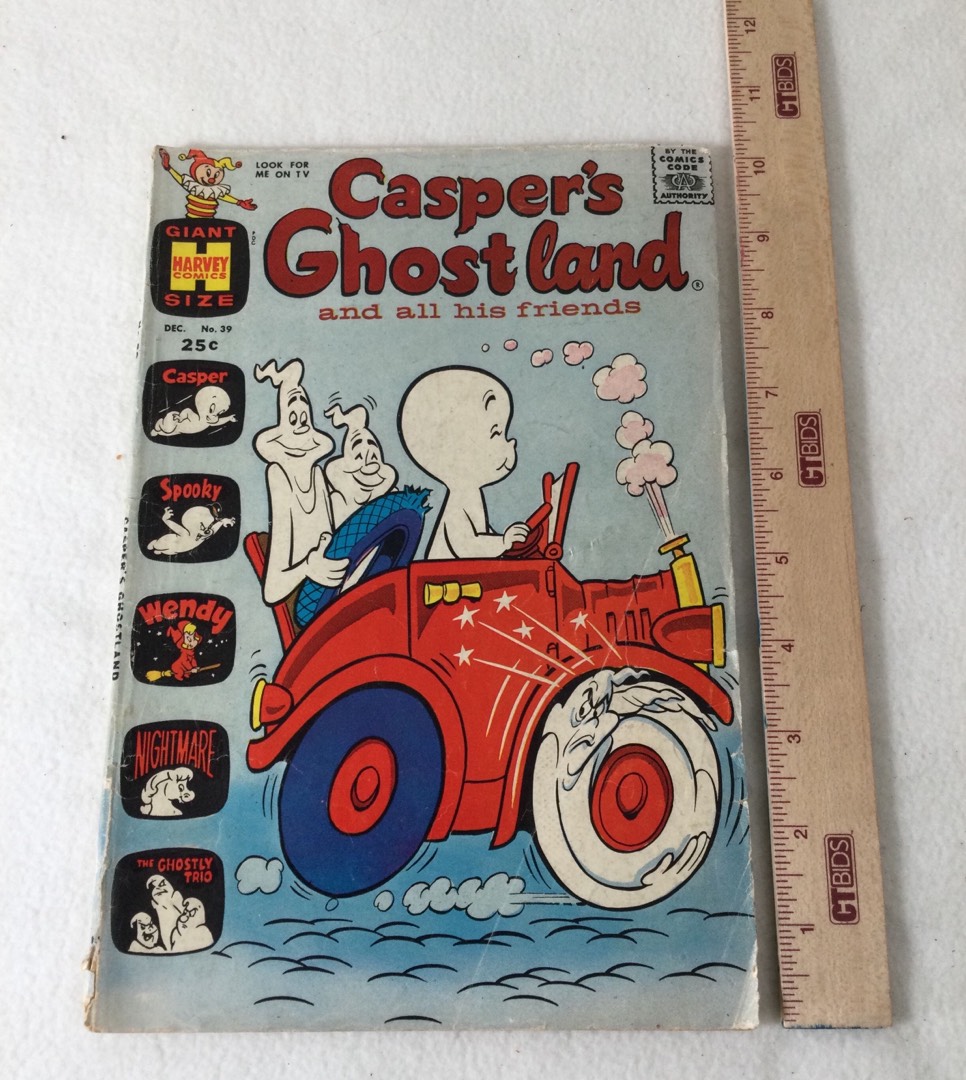 LOOK FOR
ME ON TV
Casper's
Ghostland ®
and all his friends
BY THE
COMICS
CODE
CA
AUTHORITY
GIANT
H
HARVEY
COMICS
SIZE
DEC. No. 39
25c
Casper
Spooky
Wendy
NIGHTMARE
THE GHOSTLY
TRIO
CASPER'S GHOSTLAND
12
11
10
9
8
7
6
5
4
3
2
1
CTBIDS
CTBIDS
CTBIDS